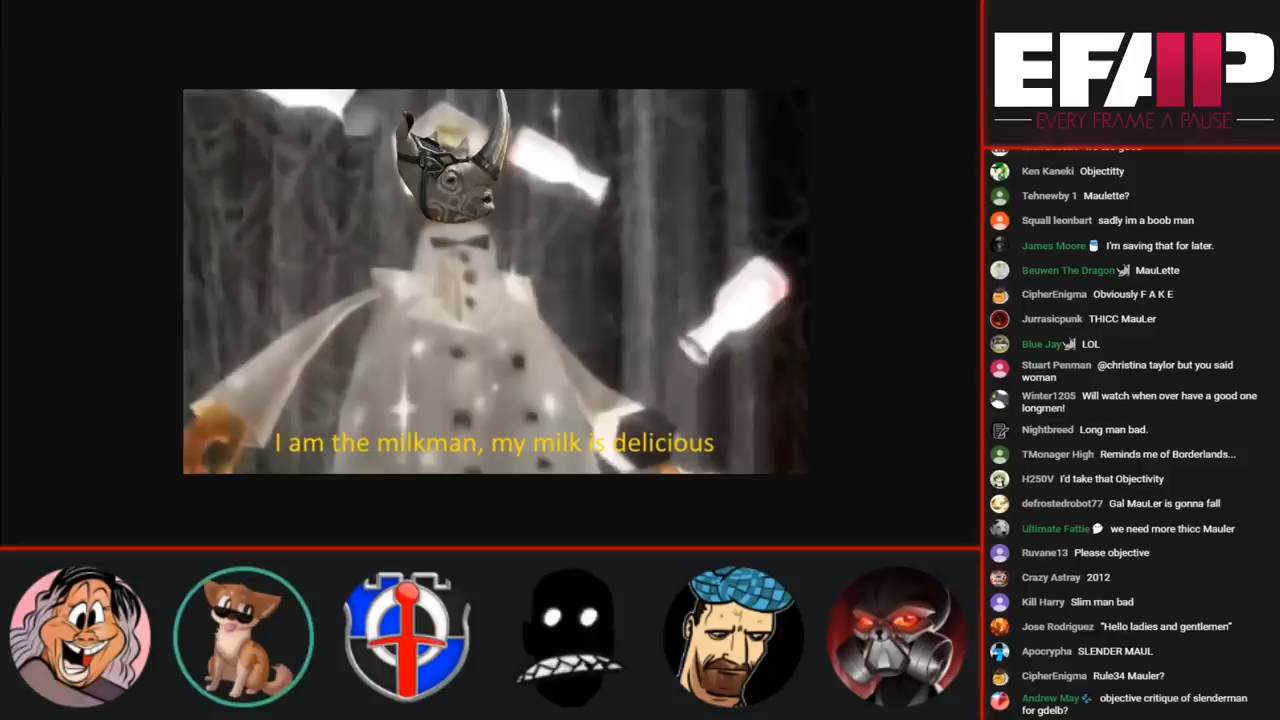 I am the milkman, my milk is delicious
EFAP
EVERY FRAME A PAUSE
Ken Kaneki Objectitty
Tehnewby 1 Maulette?
Squall leonbart sadly im a boob man
James Moore I'm saving that for later.
Beuwen The Dragon MauLette
CipherEnigma Obviously F A K E
Jurrasicpunk THICC MauLer
Blue Jay LOL
Stuart Penman @christina taylor but you said
woman
Winter1205 Will watch when over have a good one
longmen!
Nightbreed Long man bad.
TManager High Reminds me of Borderlands...
H250V I'd take that Objectivity
defrostedrobot77 Gal MauLer is gonna fall
Ultimate Fattie we need more thicc Mauler
Ruvane13 Please objective
Crazy Astray 2012
Kill Harry Slim man bad
Jose Rodriguez "Hello ladies and gentlemen"
Apocrypha SLENDER MAUL
CipherEnigma Rule34 Mauler?
Andrew May objective critique of slenderman
for gdelb?